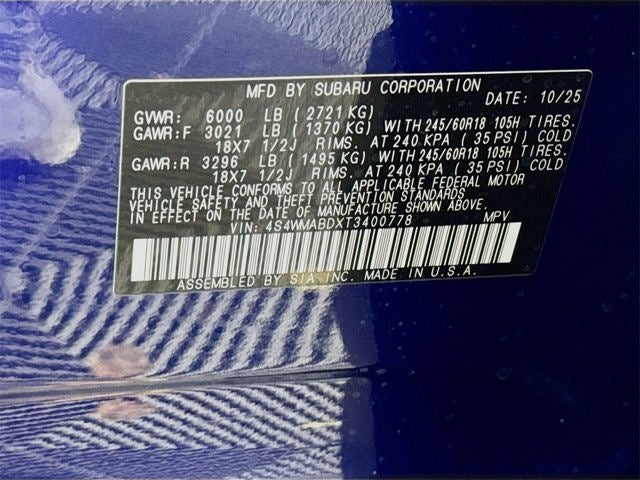 MFD BY SUBARU CORPORATION
DATE: 10/25
GVWR: 6000 LB (2721 KG)
GAWR:F 3021 LB (1370 KG) WITH 245/60R18 105H TIRES.
18X7 1/2J RIMS. AT 240 KPA (35 PSI) COLD
GAWR:R 3296 LB (1495 KG) WITH 245/60R18 105H TIRES.
18X7 1/2J RIMS. AT 240 KPA (35 PSI) COLD
THIS VEHICLE CONFORMS TO ALL APPLICABLE FEDERAL MOTOR
VEHICLE SAFETY AND THEFT PREVENTION STANDARDS
IN EFFECT ON THE DATE OF MANUFACTURE SHOWN ABOVE.
VIN: 4S4WMABDXT3400778 MPV
ASSEMBLED BY SIA,INC. MADE IN U.S.A.